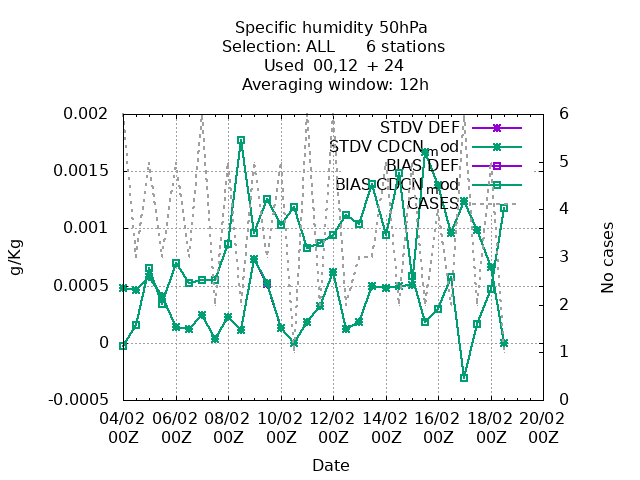 Specific humidity 50hPa
Selection: ALL 6 stations
Used 00,12 + 24
Averaging window: 12h
STDV DEF
STDV CDCN_mod
BIAS DEF
BIAS CDCN_mod
CASES
0.002
0.0015
0.001
0.0005
0
-0.0005
6
5
4
3
2
1
0
g/Kg
No cases
04/02 06/02 08/02 10/02 12/02 14/02 16/02 18/02 20/02
00Z 00Z 00Z 00Z 00Z 00Z 00Z 00Z 00Z
Date